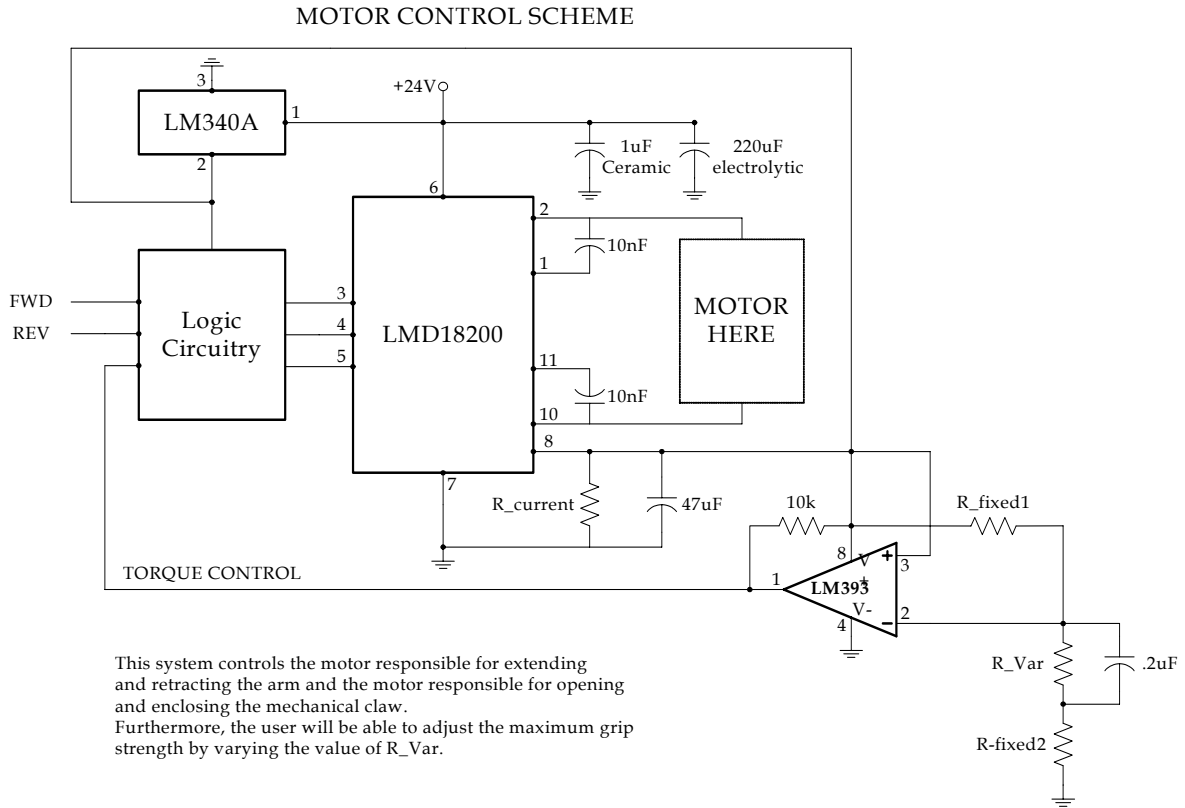 MOTOR CONTROL SCHEME
3
LM340A
1
2
+24V
1uF
Ceramic
220uF
electrolytic
6
2
10nF
1
FWD
REV
Logic
Circuitry
3
4
5
LMD18200
MOTOR
HERE
11
10nF
10
8
7
R_current
47uF
10k
R_fixed1
TORQUE CONTROL
1
8
V
+
LM393
V-
4
+
3
-
2
R_Var
.2uF
R-fixed2
This system controls the motor responsible for extending
and retracting the arm and the motor responsible for opening
and enclosing the mechanical claw.
Furthermore, the user will be able to adjust the maximum grip
strength by varying the value of R_Var.